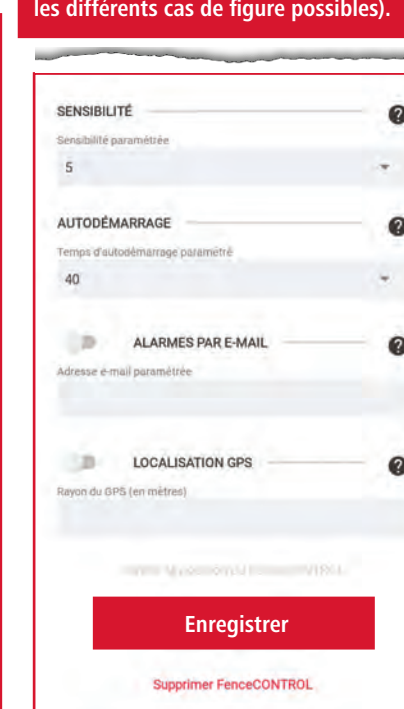 les différents cas de figure possibles).
SENSIBILITÉ
Sensibilité paramétrée
5
AUTODÉMARRAGE
Temps d'autodémarrage paramétré
40
ALARMES PAR E-MAIL
Adresse e-mail paramétrée
LOCALISATION GPS
Rayon du GPS (en mètres)
Enregistrer
Supprimer FenceCONTROL